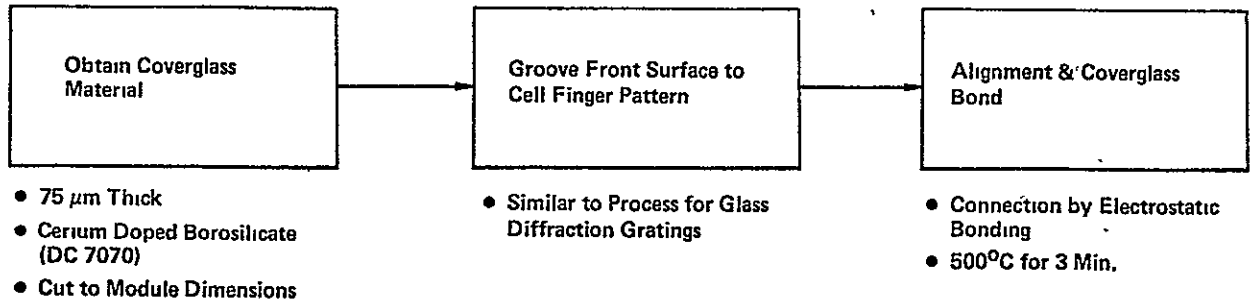 Obtain Coverglass
Material
Groove Front Surface to
Cell Finger Pattern
Alignment & Coverglass
Bond
● 75 μm Thick
● Cerium Doped Borosilicate
(DC 7070)
● Cut to Module Dimensions
● Similar to Process for Glass
Diffraction Gratings
● Connection by Electrostatic
Bonding
● 500°C for 3 Min.